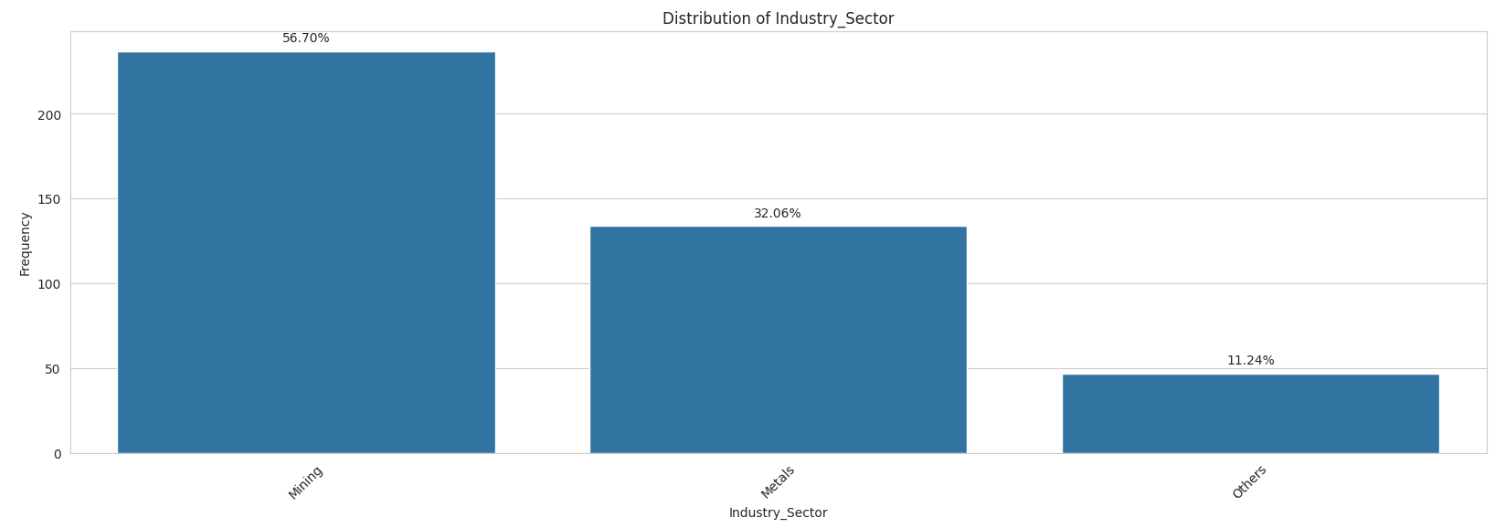 Distribution of Industry_Sector
56.70%
32.06%
11.24%
Frequency
200
150
100
50
0
Mining
Metals
Others
Industry_Sector